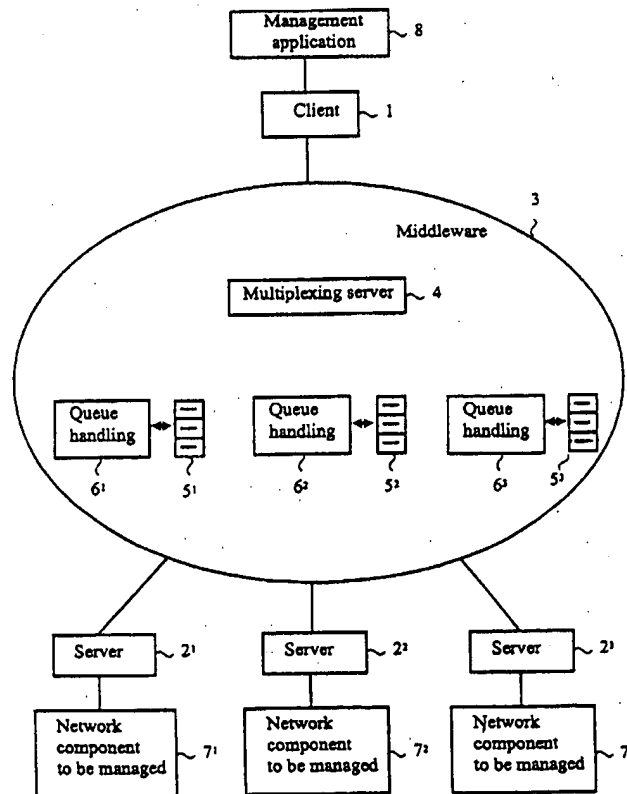 Management
application
8
Client
1
3
Middleware
Multiplexing server
4
Queue
handling
Queue
handling
Queue
handling
6¹
5¹
6²
5²
6³
5³
Server
2¹
Server
2²
Server
2³
Network
component
to be managed
7¹
Network
component
to be managed
7²
Network
component
to be managed
7